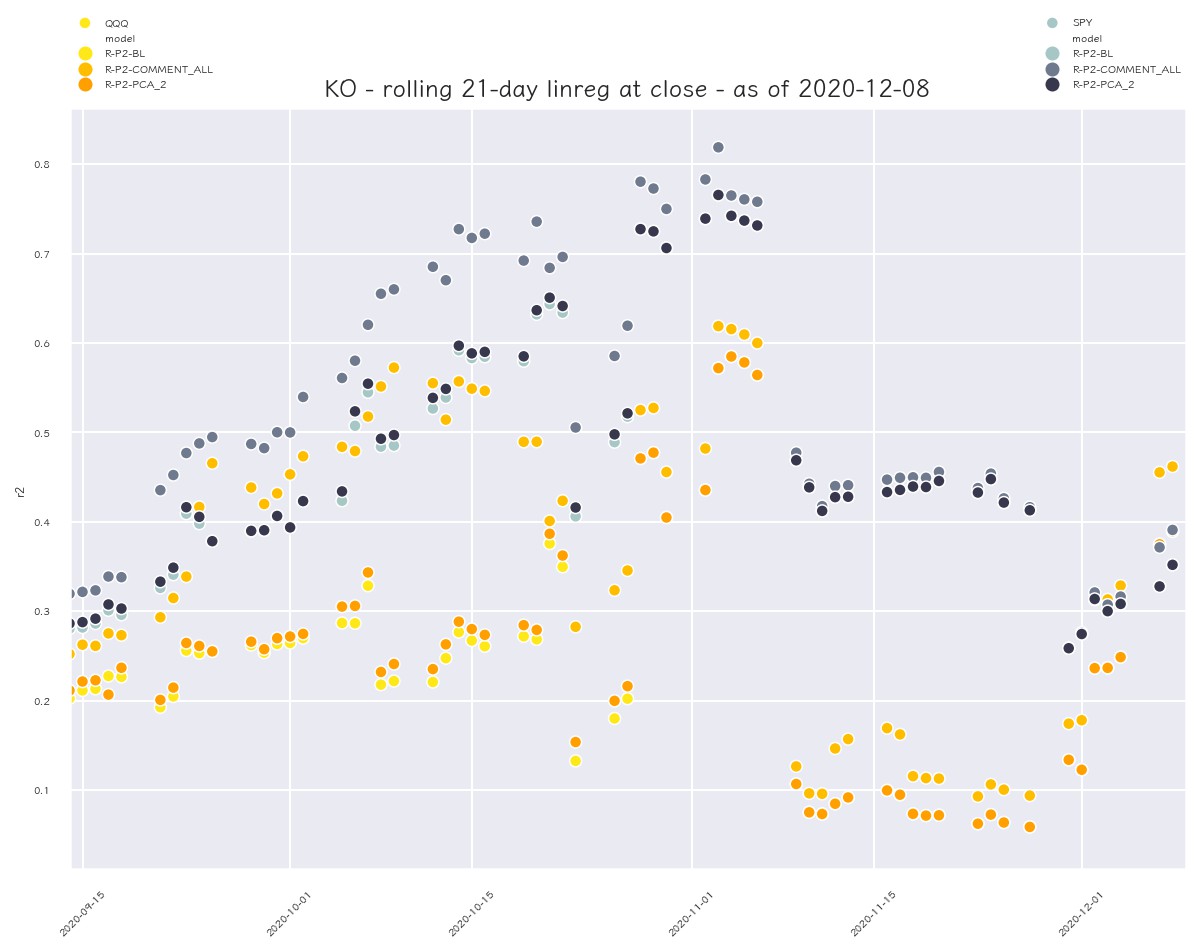 QQQ
model
R-P2-BL
R-P2-COMMENT_ALL
R-P2-PCA_2
SPY
model
R-P2-BL
R-P2-COMMENT_ALL
R-P2-PCA_2
KO - rolling 21-day linreg at close - as of 2020-12-08
0.8
0.7
0.6
0.5
r2
0.4
0.3
0.2
0.1
2020-09-15
2020-10-01
2020-10-15
2020-11-01
2020-11-15
2020-12-01